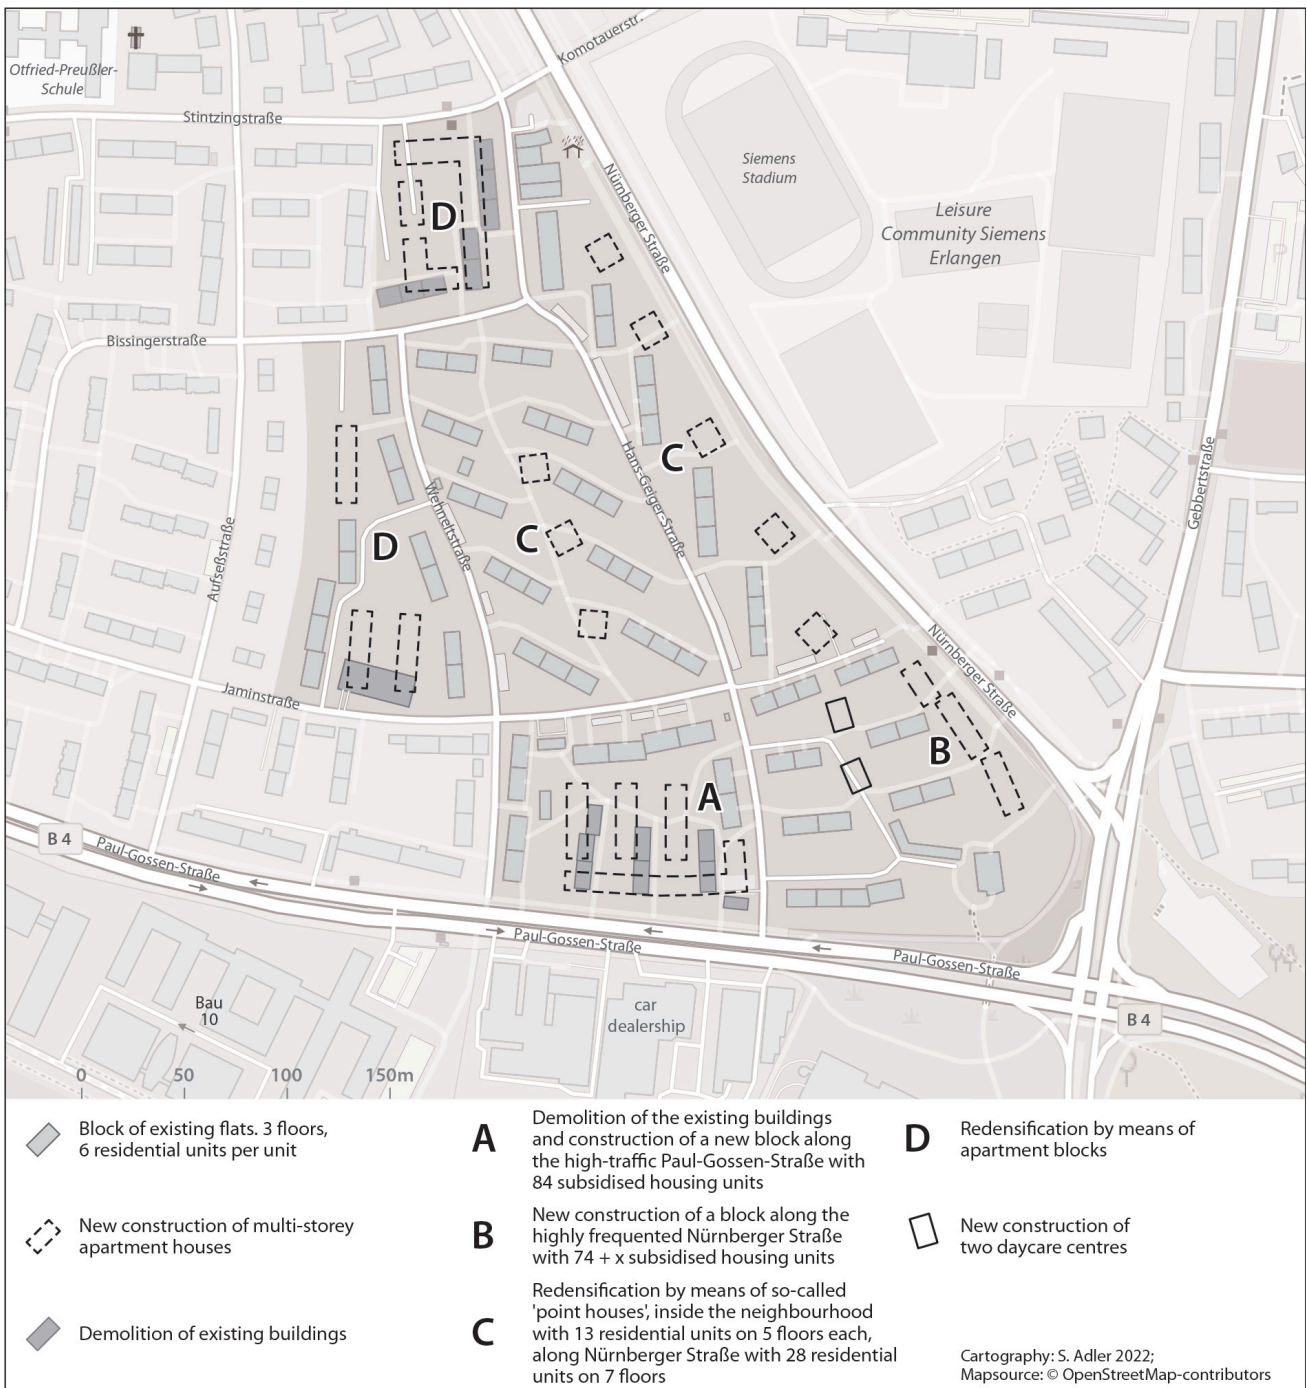 Komotauerstr.
Otfried-Preußler-
Schule
Stintzingstraße
Siemens
Stadium
Nürnberger Straße
Leisure
Community Siemens
Erlangen
D
P
Bissingerstraße
C
Hans-Geiger-Straße
Gebbertstraße
Wehneltstraße
D
C
Aufseßstraße
Nürnberger Straße
Jaminstraße
B
A
B 4
Paul-Gossen-Straße
Paul-Gossen-Straße
Paul-Gossen-Straße
Bau
10
car
dealership
B 4
0 50 100 150m
Block of existing flats. 3 floors,
6 residential units per unit
New construction of multi-storey
apartment houses
Demolition of existing buildings
A
Demolition of the existing buildings
and construction of a new block along
the high-traffic Paul-Gossen-Straße with
84 subsidised housing units
B
New construction of a block along the
highly frequented Nürnberger Straße
with 74 + x subsidised housing units
C
Redensification by means of so-called
'point houses', inside the neighbourhood
with 13 residential units on 5 floors each,
along Nürnberger Straße with 28 residential
units on 7 floors
D
Redensification by means of
apartment blocks
New construction of
two daycare centres
Cartography: S. Adler 2022;
Mapsource: © OpenStreetMap-contributors